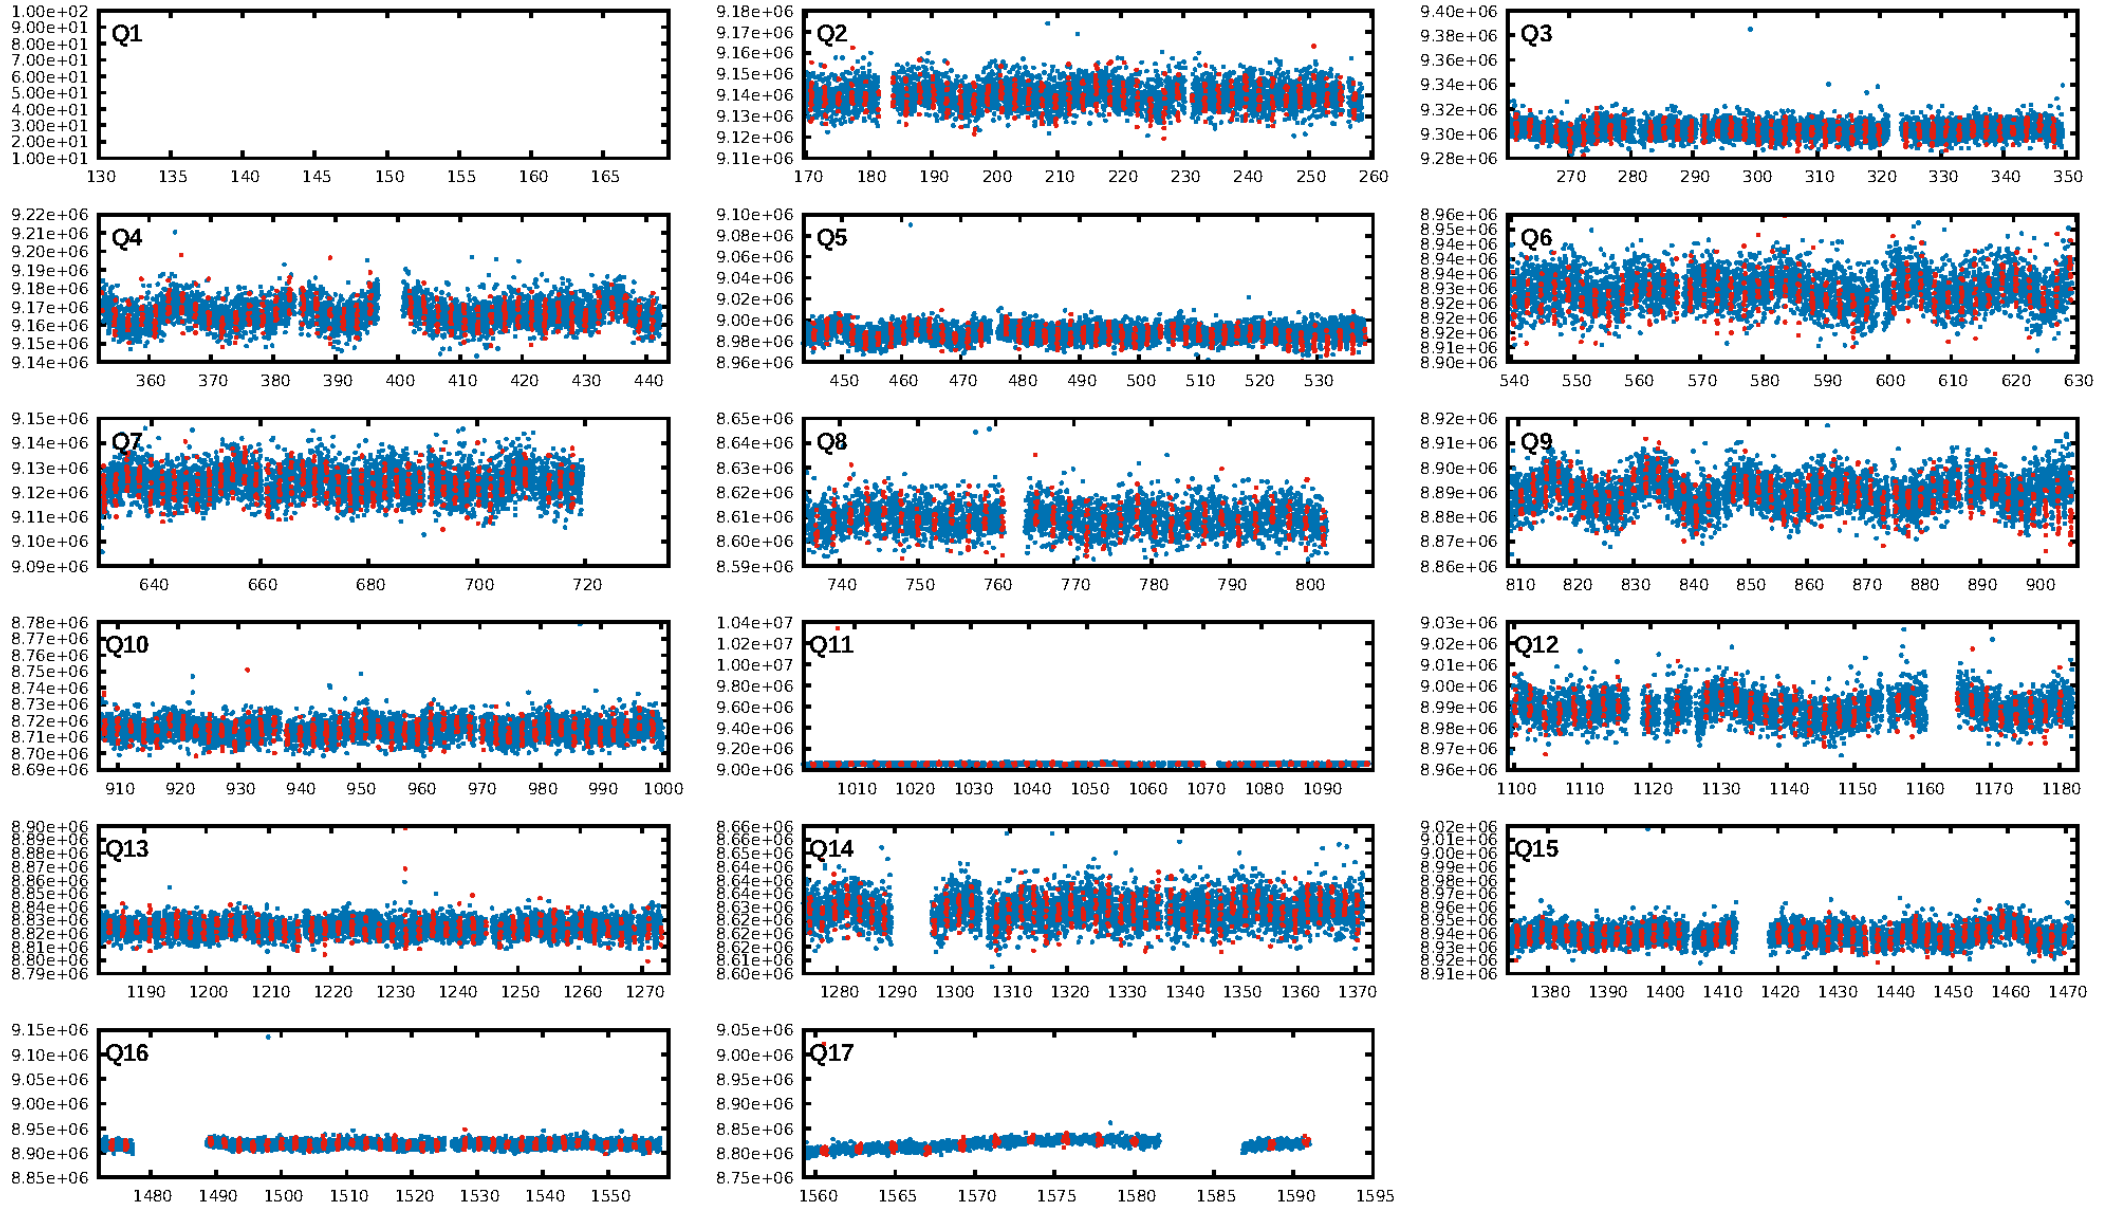 1.00e+02
9.00e+01
8.00e+01
7.00e+01
6.00e+01
5.00e+01
4.00e+01
3.00e+01
2.00e+01
1.00e+01
Q1
130 135 140 145 150 155 160 165
9.18e+06
9.17e+06
9.16e+06
9.15e+06
9.14e+06
9.13e+06
9.12e+06
9.11e+06
Q2
170 180 190 200 210 220 230 240 250 260
9.40e+06
9.38e+06
9.36e+06
9.34e+06
9.32e+06
9.30e+06
9.28e+06
Q3
270 280 290 300 310 320 330 340 350
9.22e+06
9.21e+06
9.20e+06
9.19e+06
9.18e+06
9.17e+06
9.16e+06
9.15e+06
9.14e+06
Q4
360 370 380 390 400 410 420 430 440
9.10e+06
9.08e+06
9.06e+06
9.04e+06
9.02e+06
9.00e+06
8.98e+06
8.96e+06
Q5
450 460 470 480 490 500 510 520 530
8.96e+06
8.95e+06
8.94e+06
8.94e+06
8.94e+06
8.93e+06
8.92e+06
8.92e+06
8.92e+06
8.91e+06
8.90e+06
Q6
540 550 560 570 580 590 600 610 620 630
9.15e+06
9.14e+06
9.13e+06
9.12e+06
9.11e+06
9.10e+06
9.09e+06
Q7
640 660 680 700 720
8.65e+06
8.64e+06
8.63e+06
8.62e+06
8.61e+06
8.60e+06
8.59e+06
Q8
740 750 760 770 780 790 800
8.92e+06
8.91e+06
8.90e+06
8.89e+06
8.88e+06
8.87e+06
8.86e+06
Q9
810 820 830 840 850 860 870 880 890 900
8.78e+06
8.77e+06
8.76e+06
8.75e+06
8.74e+06
8.73e+06
8.72e+06
8.71e+06
8.70e+06
8.69e+06
Q10
910 920 930 940 950 960 970 980 990 1000
1.04e+07
1.02e+07
1.00e+07
9.80e+06
9.60e+06
9.40e+06
9.20e+06
9.00e+06
Q11
1010 1020 1030 1040 1050 1060 1070 1080 1090
9.03e+06
9.02e+06
9.01e+06
9.00e+06
8.99e+06
8.98e+06
8.97e+06
8.96e+06
Q12
1100 1110 1120 1130 1140 1150 1160 1170 1180
8.90e+06
8.89e+06
8.88e+06
8.87e+06
8.86e+06
8.85e+06
8.84e+06
8.83e+06
8.82e+06
8.81e+06
8.80e+06
8.79e+06
Q13
1190 1200 1210 1220 1230 1240 1250 1260 1270
8.66e+06
8.66e+06
8.65e+06
8.65e+06
8.64e+06
8.64e+06
8.63e+06
8.62e+06
8.62e+06
8.62e+06
8.61e+06
8.60e+06
Q14
1280 1290 1300 1310 1320 1330 1340 1350 1360 1370
9.02e+06
9.01e+06
9.00e+06
8.99e+06
8.98e+06
8.97e+06
8.96e+06
8.95e+06
8.94e+06
8.93e+06
8.92e+06
8.91e+06
Q15
1380 1390 1400 1410 1420 1430 1440 1450 1460 1470
9.15e+06
9.10e+06
9.05e+06
9.00e+06
8.95e+06
8.90e+06
8.85e+06
Q16
1480 1490 1500 1510 1520 1530 1540 1550
9.05e+06
9.00e+06
8.95e+06
8.90e+06
8.85e+06
8.80e+06
8.75e+06
Q17
1560 1565 1570 1575 1580 1585 1590 1595